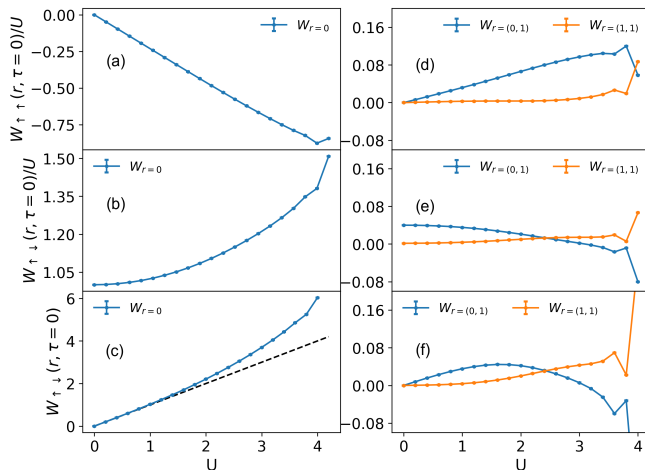 0.00
−0.25
−0.50
−0.75
W↑↑(r, τ = 0)/U
(a)
W_{r=0}
1.50
1.35
1.20
1.05
W↑↓(r, τ = 0)/U
W_{r=0}
(b)
6
4
2
0
W↑↓(r, τ = 0)
W_{r=0}
(c)
0 1 2 3 4
U
0.16
0.08
0.00
−0.08
W_{r=(0, 1)} W_{r=(1, 1)}
(d)
0.16
0.08
0.00
−0.08
W_{r=(0, 1)} W_{r=(1, 1)}
(e)
0.16
0.08
0.00
−0.08
W_{r=(0, 1)} W_{r=(1, 1)}
(f)
0 1 2 3 4
U